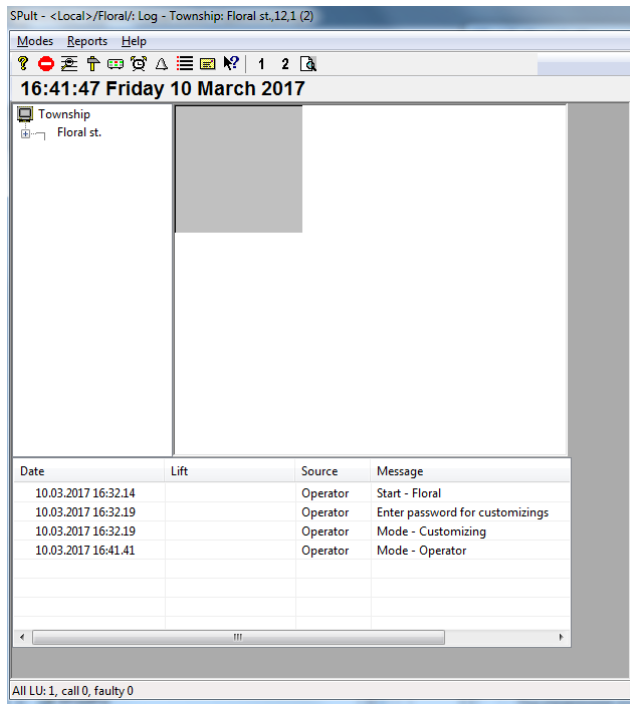 SPult - <Local>/Floral/: Log - Township: Floral st.,12,1 (2)
Modes Reports Help
1 2
16:41:47 Friday 10 March 2017
Township
Floral st.
Date Lift Source Message
10.03.2017 16:32.14 Operator Start - Floral
10.03.2017 16:32.19 Operator Enter password for customizings
10.03.2017 16:32.19 Operator Mode - Customizing
10.03.2017 16:41.41 Operator Mode - Operator
All LU: 1, call 0, faulty 0